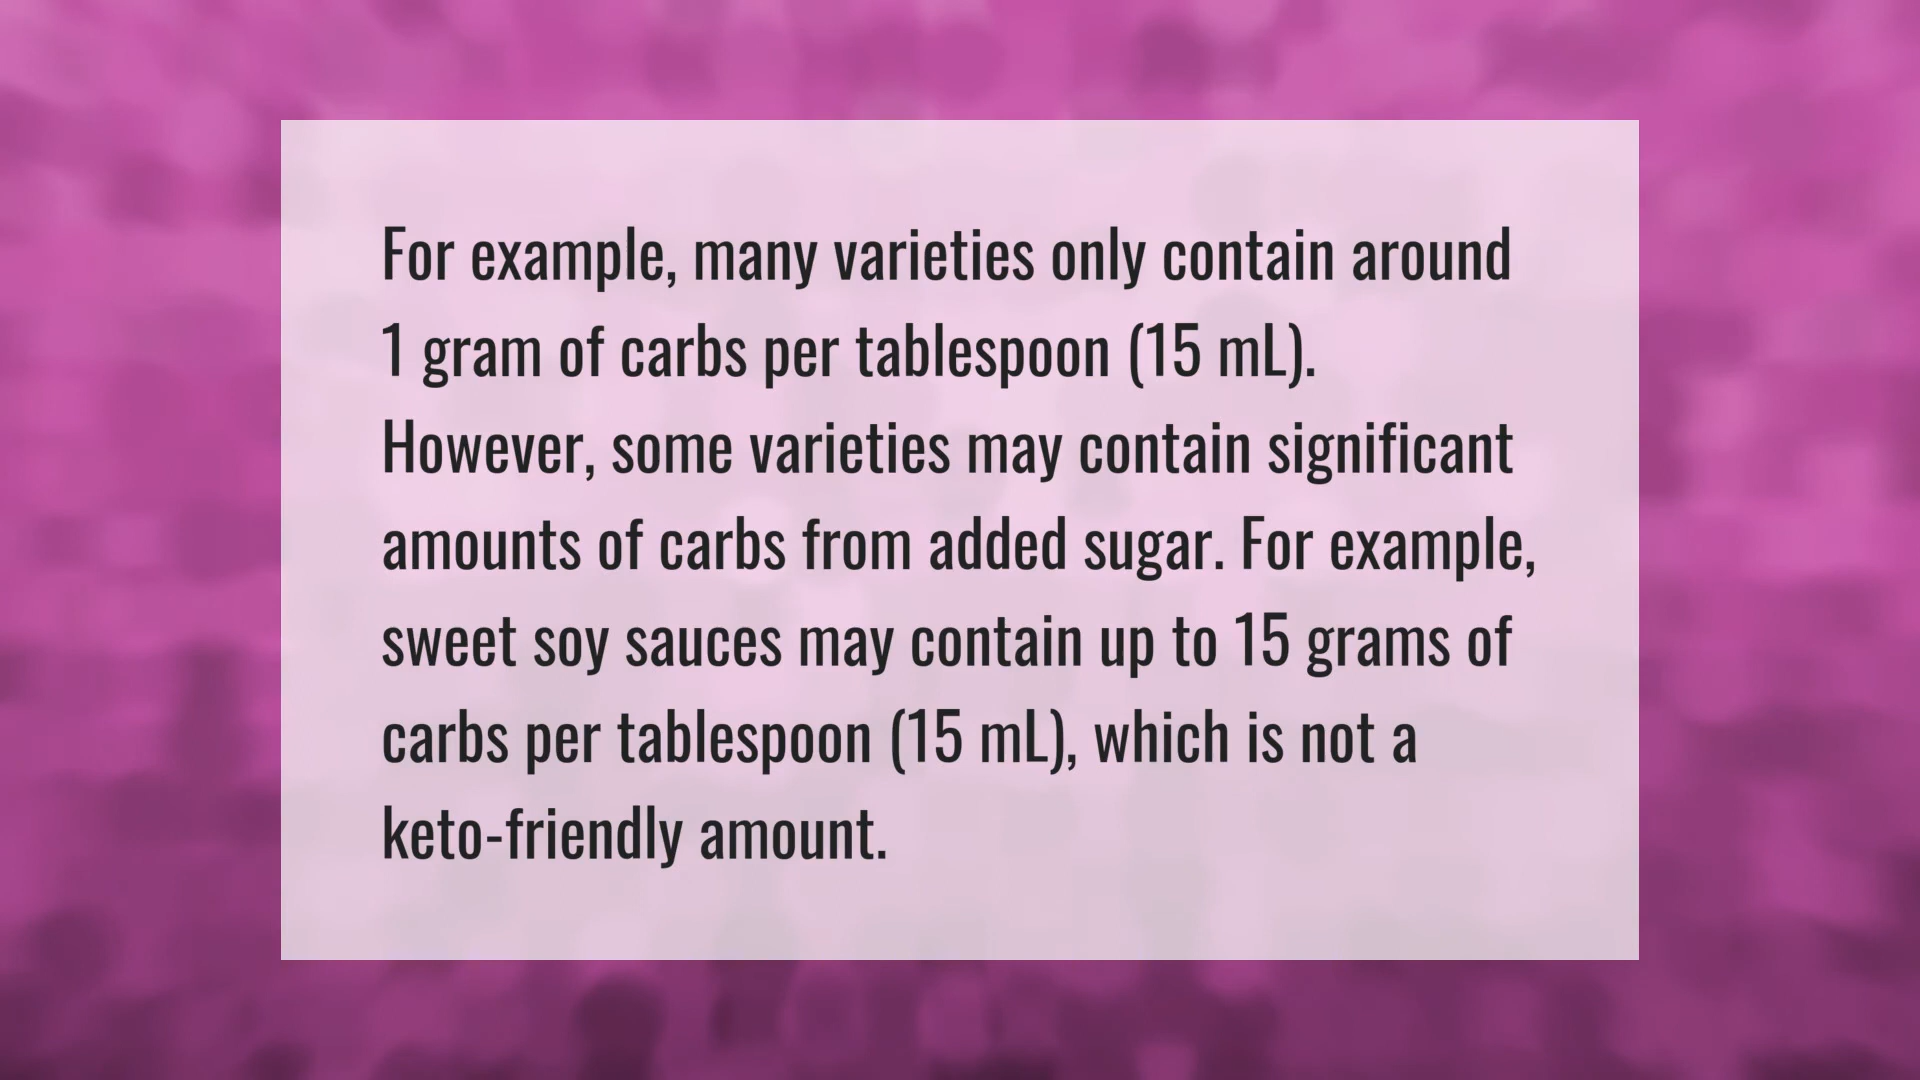 For example, many varieties only contain around
1 gram of carbs per tablespoon (15 mL).
However, some varieties may contain significant
amounts of carbs from added sugar. For example,
sweet soy sauces may contain up to 15 grams of
carbs per tablespoon (15 mL), which is not a
keto-friendly amount.